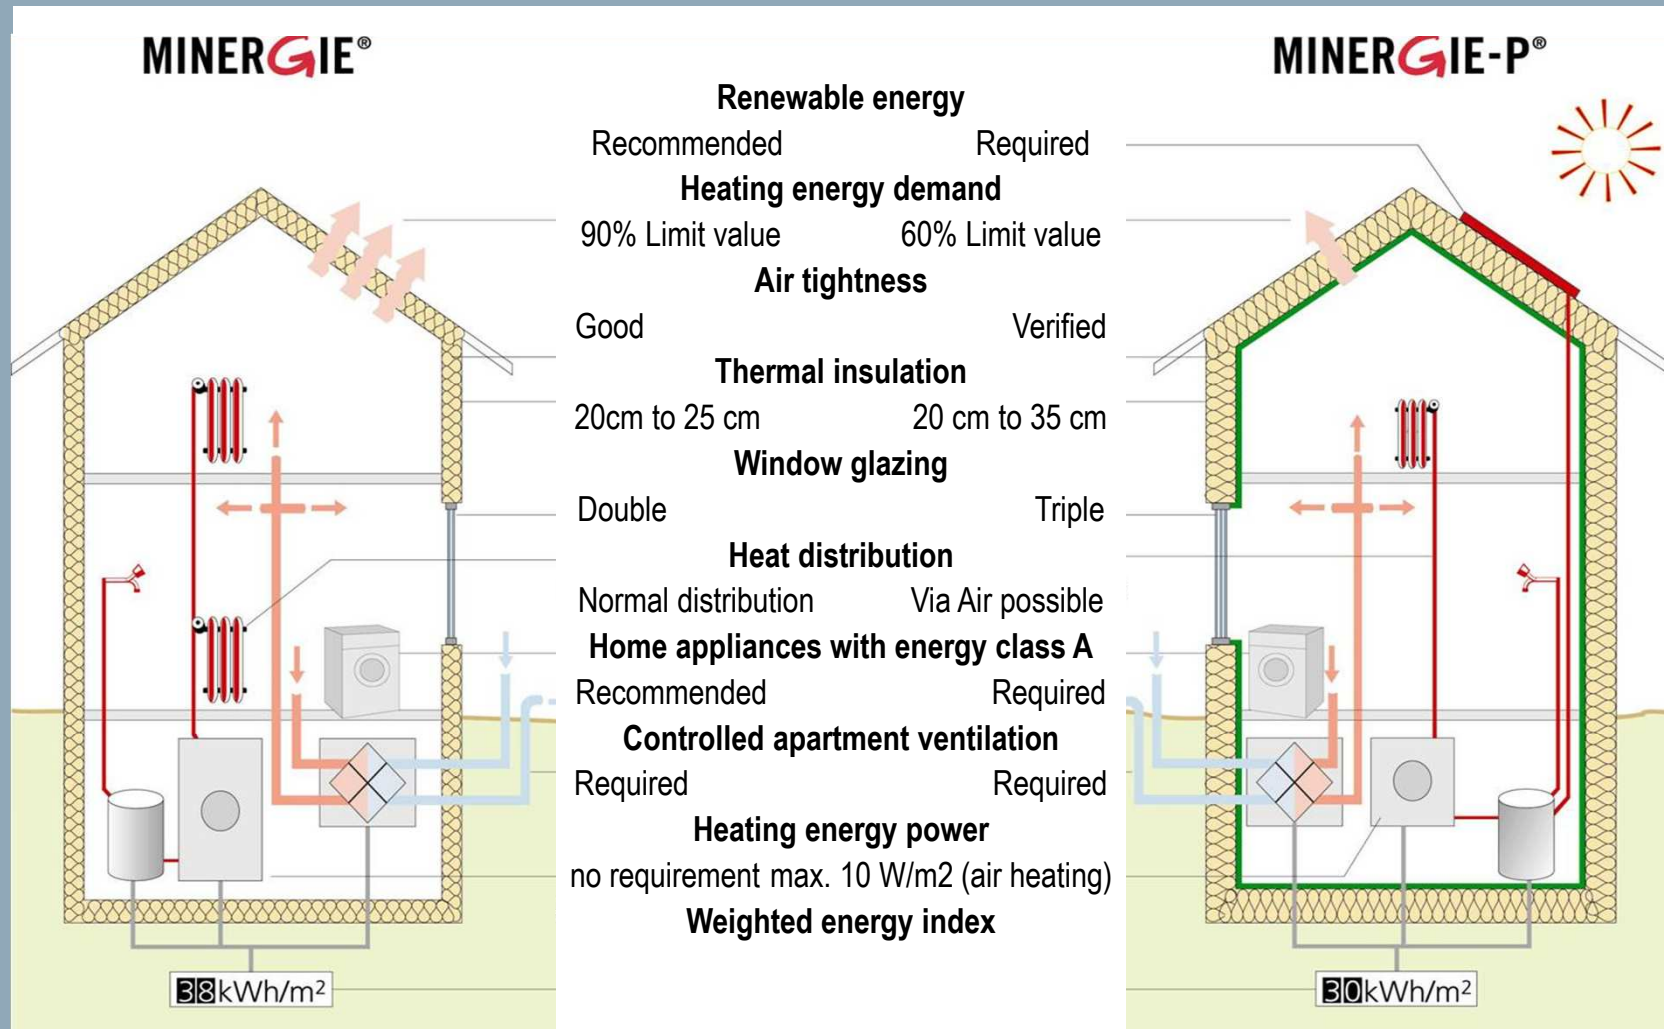 MINERGIE®
MINERGIE-P®
Renewable energy
Recommended Required
Heating energy demand
90% Limit value 60% Limit value
Air tightness
Good Verified
Thermal insulation
20cm to 25 cm 20 cm to 35 cm
Window glazing
Double Triple
Heat distribution
Normal distribution Via Air possible
Home appliances with energy class A
Recommended Required
Controlled apartment ventilation
Required Required
Heating energy power
no requirement max. 10 W/m2 (air heating)
Weighted energy index
38kWh/m² 30kWh/m²